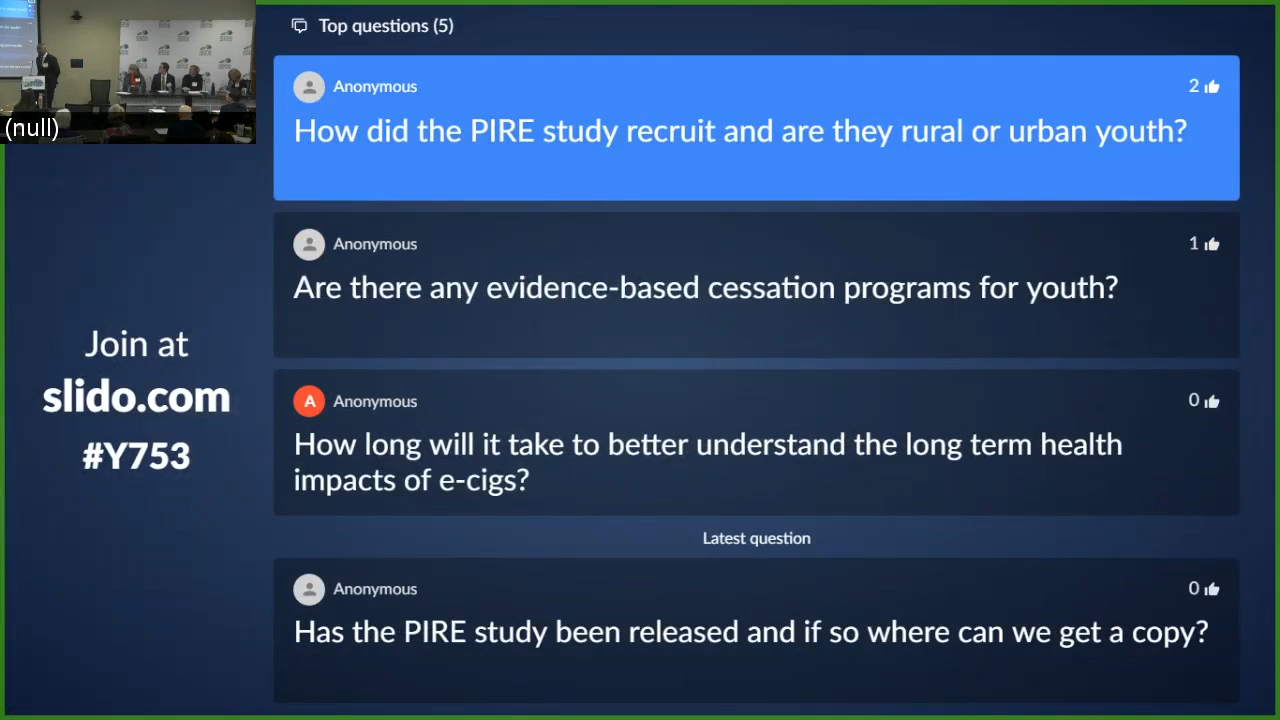 (null)
Top questions (5)
Anonymous
2
How did the PIRE study recruit and are they rural or urban youth?
Anonymous
1
Are there any evidence-based cessation programs for youth?
A
Anonymous
0
How long will it take to better understand the long term health
impacts of e-cigs?
Latest question
Anonymous
0
Has the PIRE study been released and if so where can we get a copy?
Join at
slido.com
#Y753